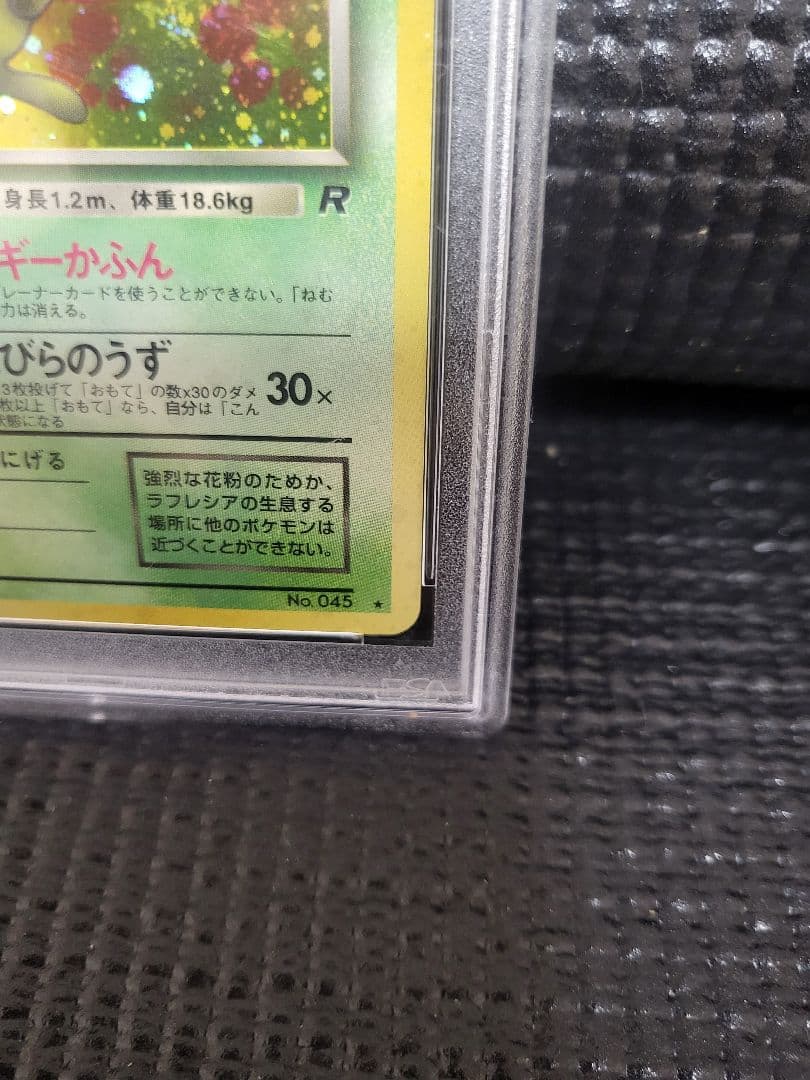 身長1.2m、体重18.6kg R
ギーかふん
レーナーカードを使うことができない。「ねむ
力は消える。
びらのうず
3枚投げて「おもて」の数x30のダメ
枚以上「おもて」なら、自分は「こん
状態になる
30×
にげる
強烈な花粉のためか、
ラフレシアの生息する
場所に他のポケモンは
近づくことができない。
No. 045 ★
PSA